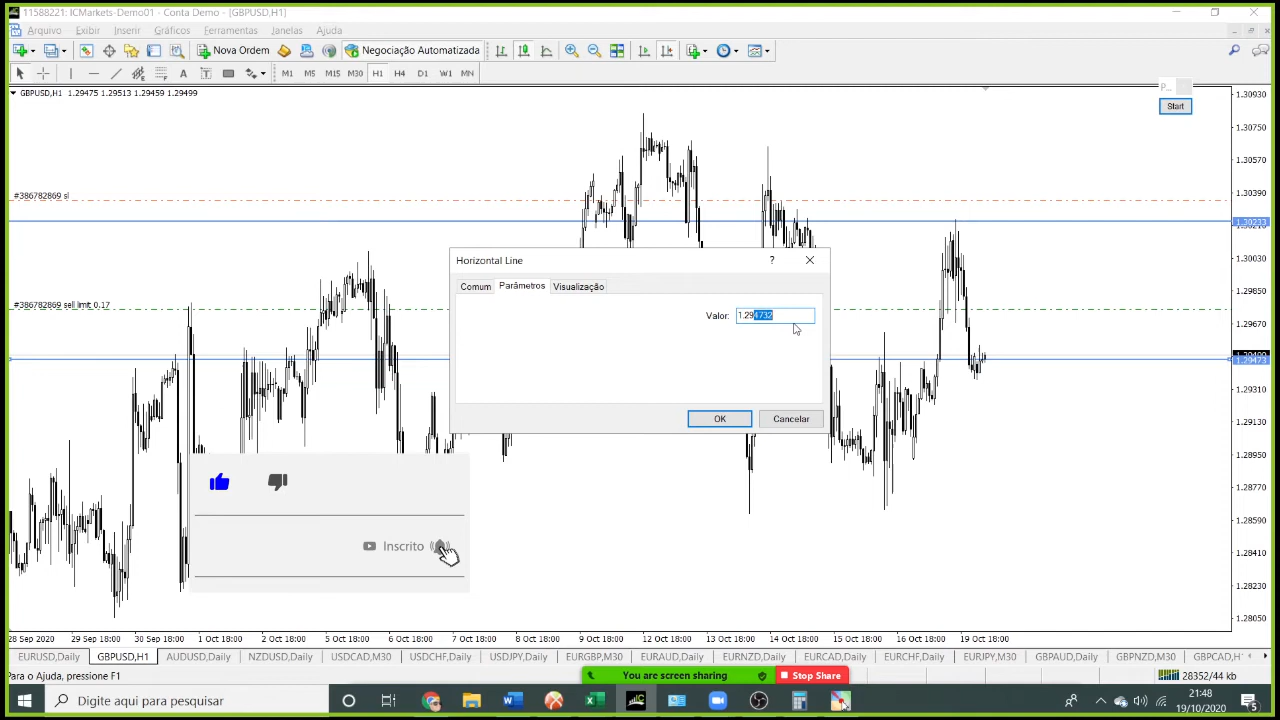 11588221: ICMarkets-Demo01 - Conta Demo - [GBPUSD,H1]
Arquivo Exibir Inserir Gráficos Ferramentas Janelas Ajuda
Nova Ordem Negociação Automatizada
A T M1 M5 M15 M30 H1 H4 D1 W1 MN
GBPUSD,H1 1.29475 1.29513 1.29459 1.29499
P...
Start
1.30930
1.30750
1.30570
#386782869 sl
1.30390
1.30233
1.30210
1.30030
Horizontal Line ?
Comum Parâmetros Visualização
#386782869 sell limit 0.17
1.29850
Valor: 1.294732
1.29670
1.29473
1.29310
OK Cancelar
1.29130
1.28950
1.28770
1.28590
Inscrito
1.28410
1.28230
1.28050
28 Sep 2020 29 Sep 18:00 30 Sep 18:00 1 Oct 18:00 2 Oct 18:00 5 Oct 18:00 6 Oct 18:00 7 Oct 18:00 8 Oct 18:00 9 Oct 18:00 12 Oct 18:00 13 Oct 18:00 14 Oct 18:00 15 Oct 18:00 16 Oct 18:00 19 Oct 18:00
EURUSD,Daily GBPUSD,H1 AUDUSD,Daily NZDUSD,Daily USDCAD,M30 USDCHF,Daily USDJPY,Daily EURGBP,M30 EURAUD,Daily EURNZD,Daily EURCAD,Daily EURCHF,Daily EURJPY,M30 GBPAUD,Daily GBPNZD,M30 GBPCAD,H1
Para o Ajuda, pressione F1
You are screen sharing Stop Share
28352/44 kb
Digite aqui para pesquisar
21:48
19/10/2020
5